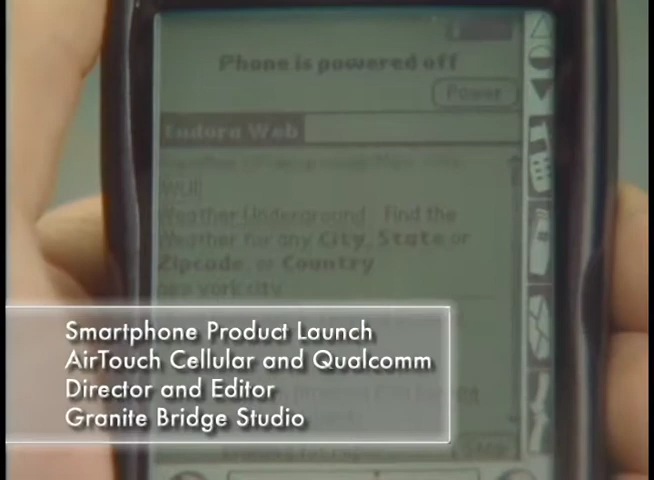 Phone is powered off
Power
Eudora Web
WUI
Weather Underground. Find the
Weather for any City, State or
Zipcode, or Country
new york city
Smartphone Product Launch
AirTouch Cellular and Qualcomm
Director and Editor
Granite Bridge Studio